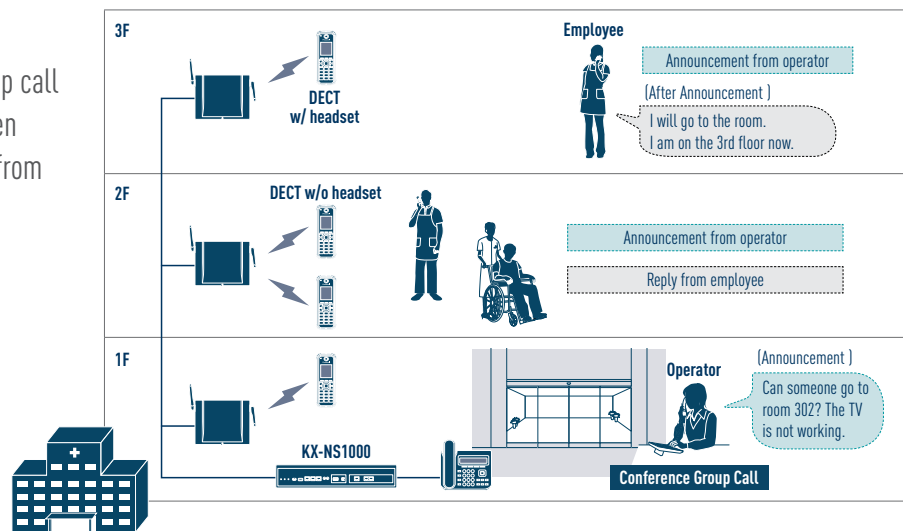 p call
en
from
3F
DECT
w/ headset
Employee
Announcement from operator
(After Announcement )
I will go to the room.
I am on the 3rd floor now.
2F
DECT w/o headset
Announcement from operator
Reply from employee
1F
KX-NS1000
Operator
(Announcement )
Can someone go to
room 302? The TV
is not working.
Conference Group Call